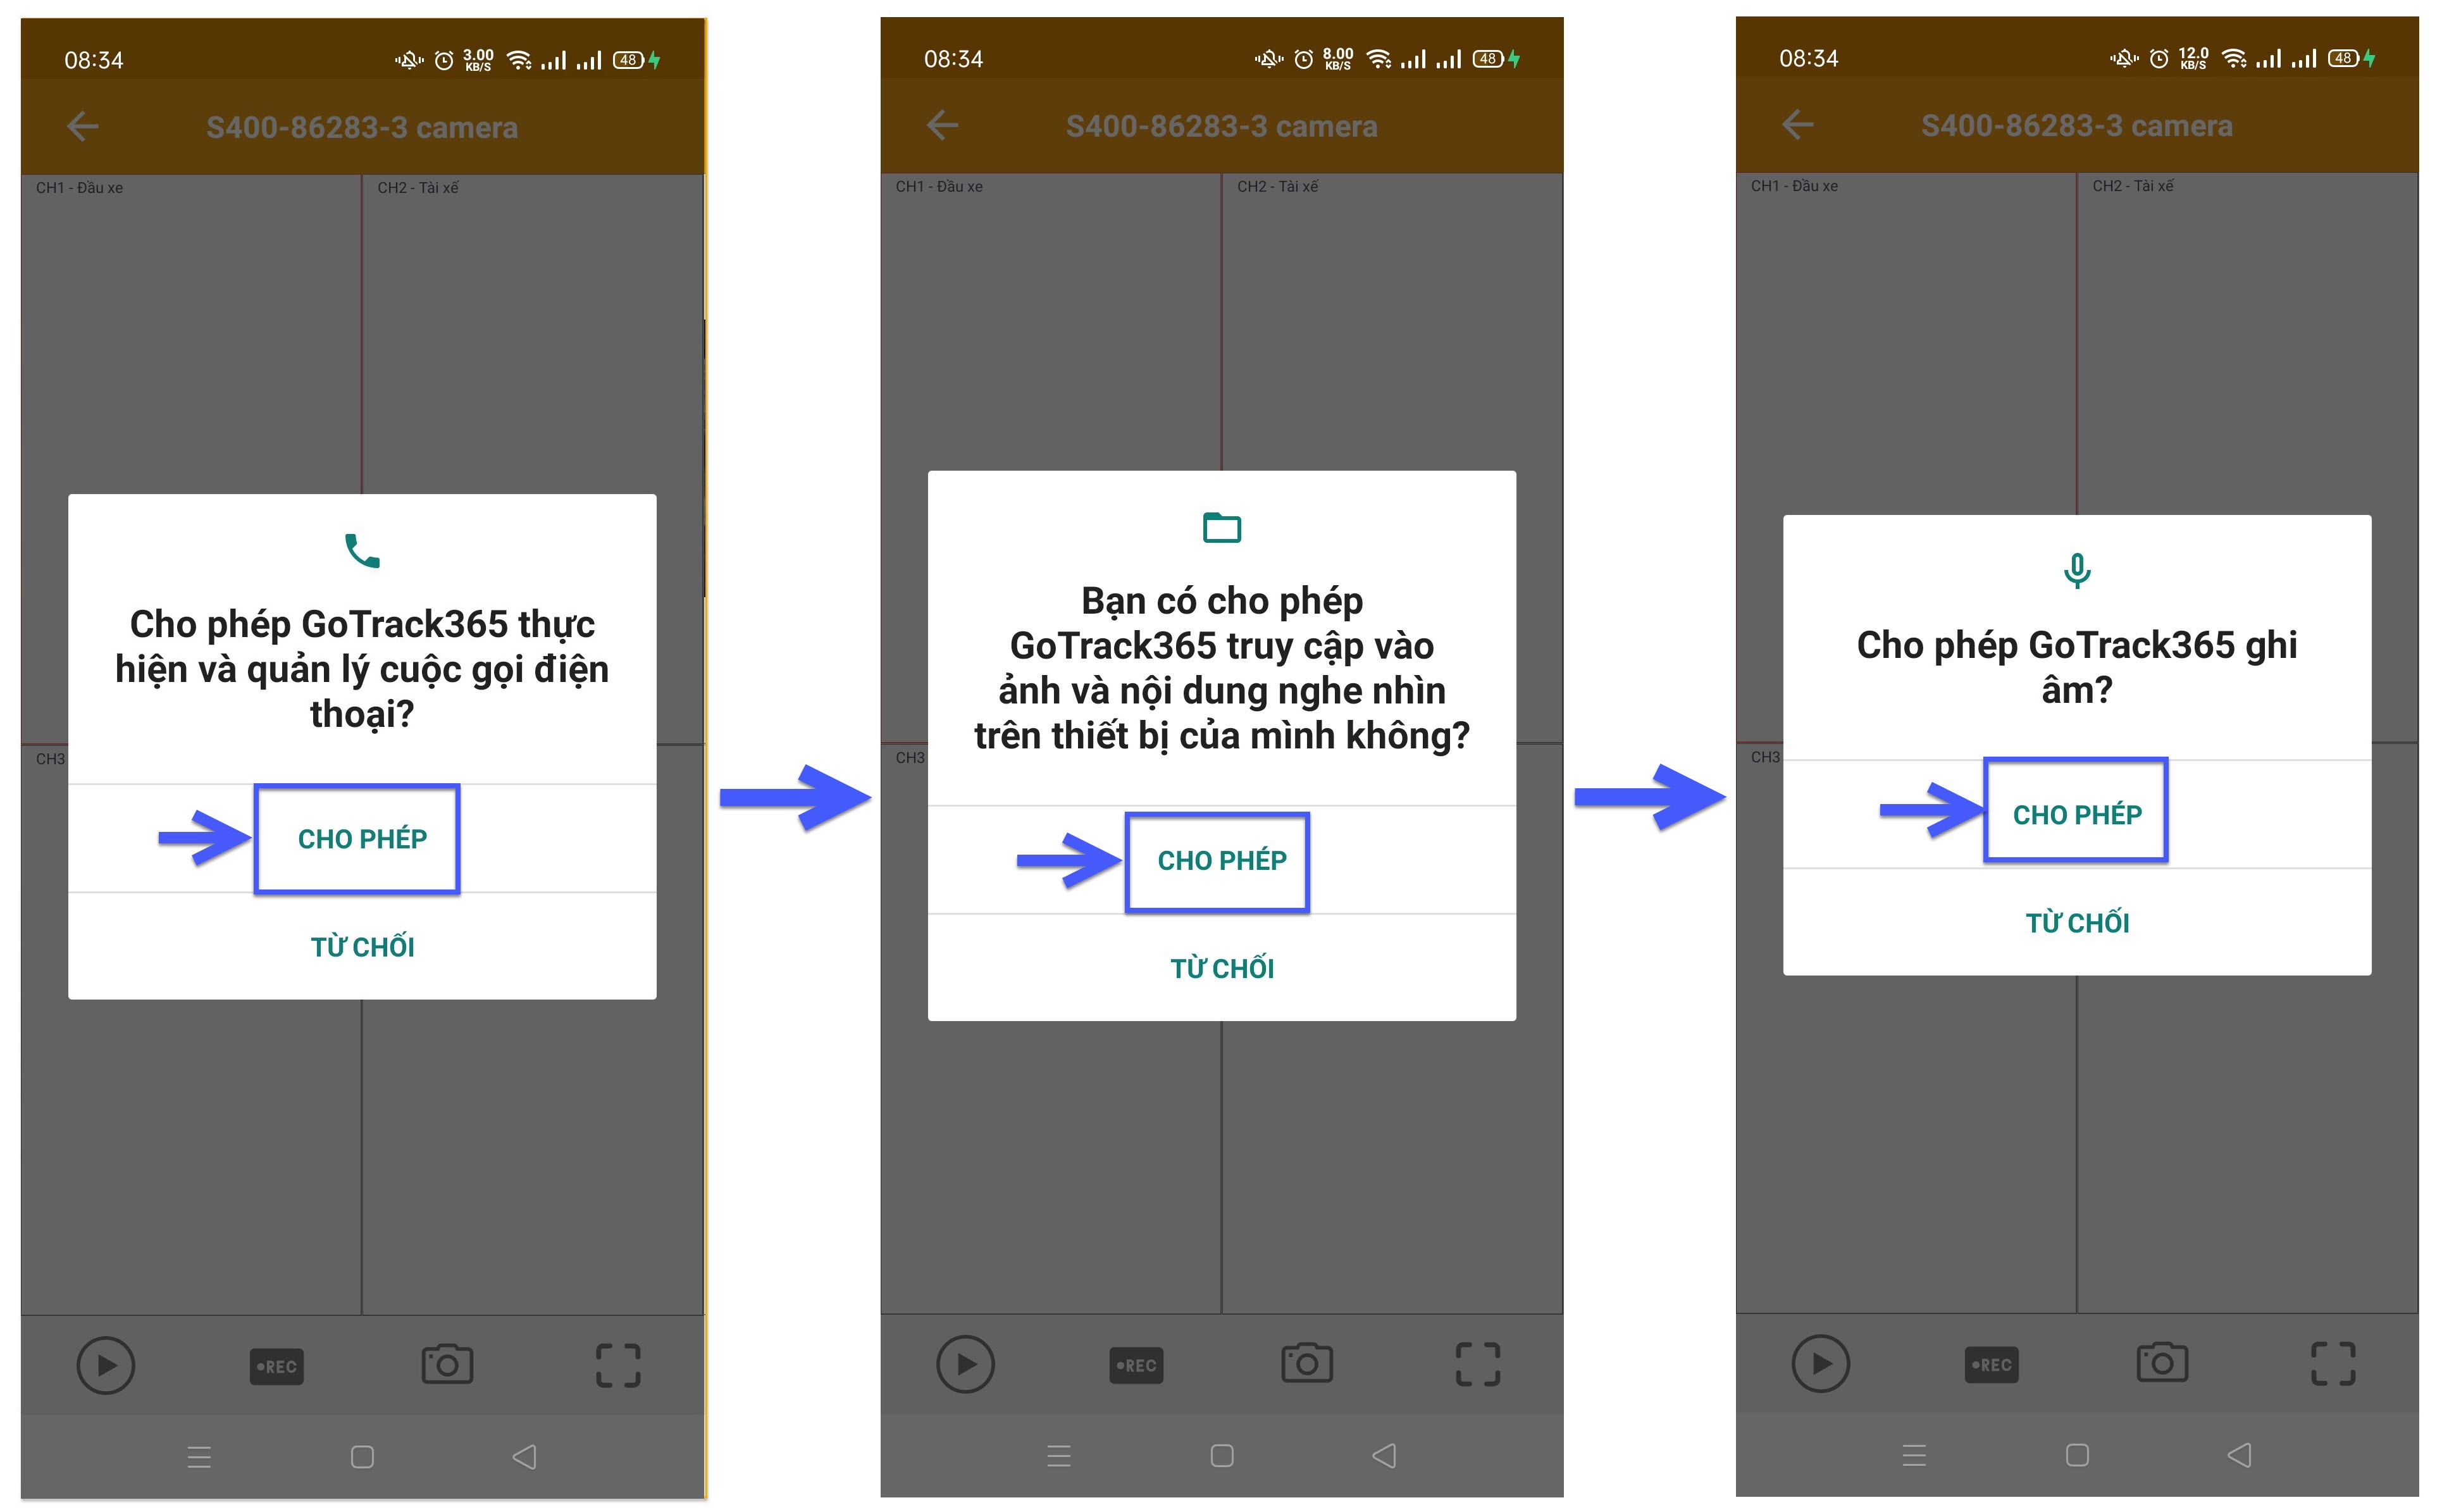 08:34
3.00 KB/S
48
S400-86283-3 camera
CH1 - Đầu xe
CH2 - Tài xế
Cho phép GoTrack365 thực
hiện và quản lý cuộc gọi điện
thoại?
CH3
CHO PHÉP
TỪ CHỐI
REC
08:34
8.00 KB/S
48
S400-86283-3 camera
CH1 - Đầu xe
CH2 - Tài xế
Bạn có cho phép
GoTrack365 truy cập vào
ảnh và nội dung nghe nhìn
trên thiết bị của mình không?
CH3
CHO PHÉP
TỪ CHỐI
REC
08:34
12.0 KB/S
48
S400-86283-3 camera
CH1 - Đầu xe
CH2 - Tài xế
Cho phép GoTrack365 ghi
âm?
CH3
CHO PHÉP
TỪ CHỐI
REC